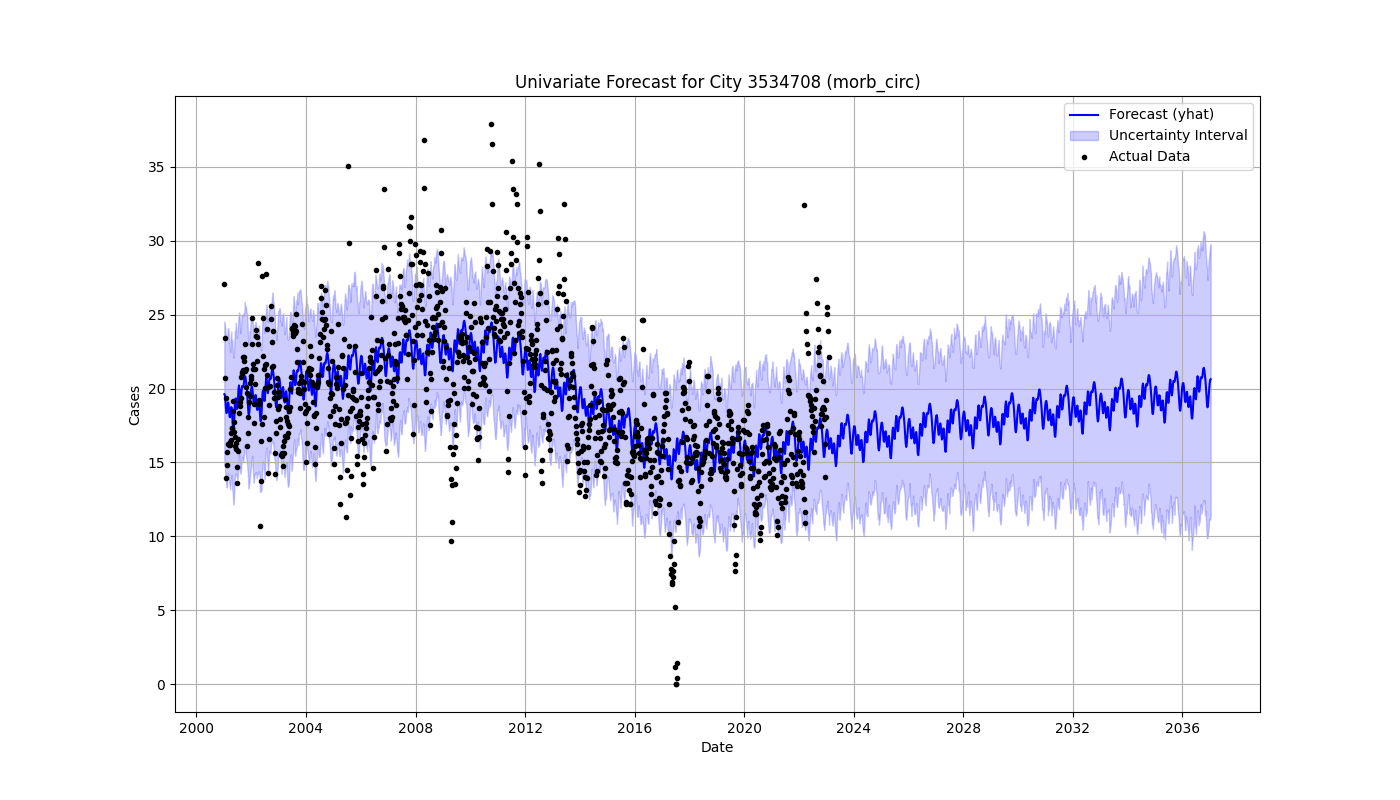 Univariate Forecast for City 3534708 (morb_circ)
Forecast (yhat)
Uncertainty Interval
Actual Data
Cases
35
30
25
20
15
10
5
0
2000 2004 2008 2012 2016 2020 2024 2028 2032 2036
Date